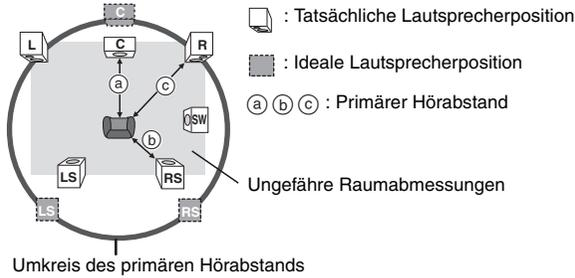 C
: Tatsächliche Lautsprecherposition
L
C
R
: Ideale Lautsprecherposition
a
c
a b c : Primärer Hörabstand
SW
b
LS
RS
Ungefähre Raumabmessungen
LS
RS
Umkreis des primären Hörabstands